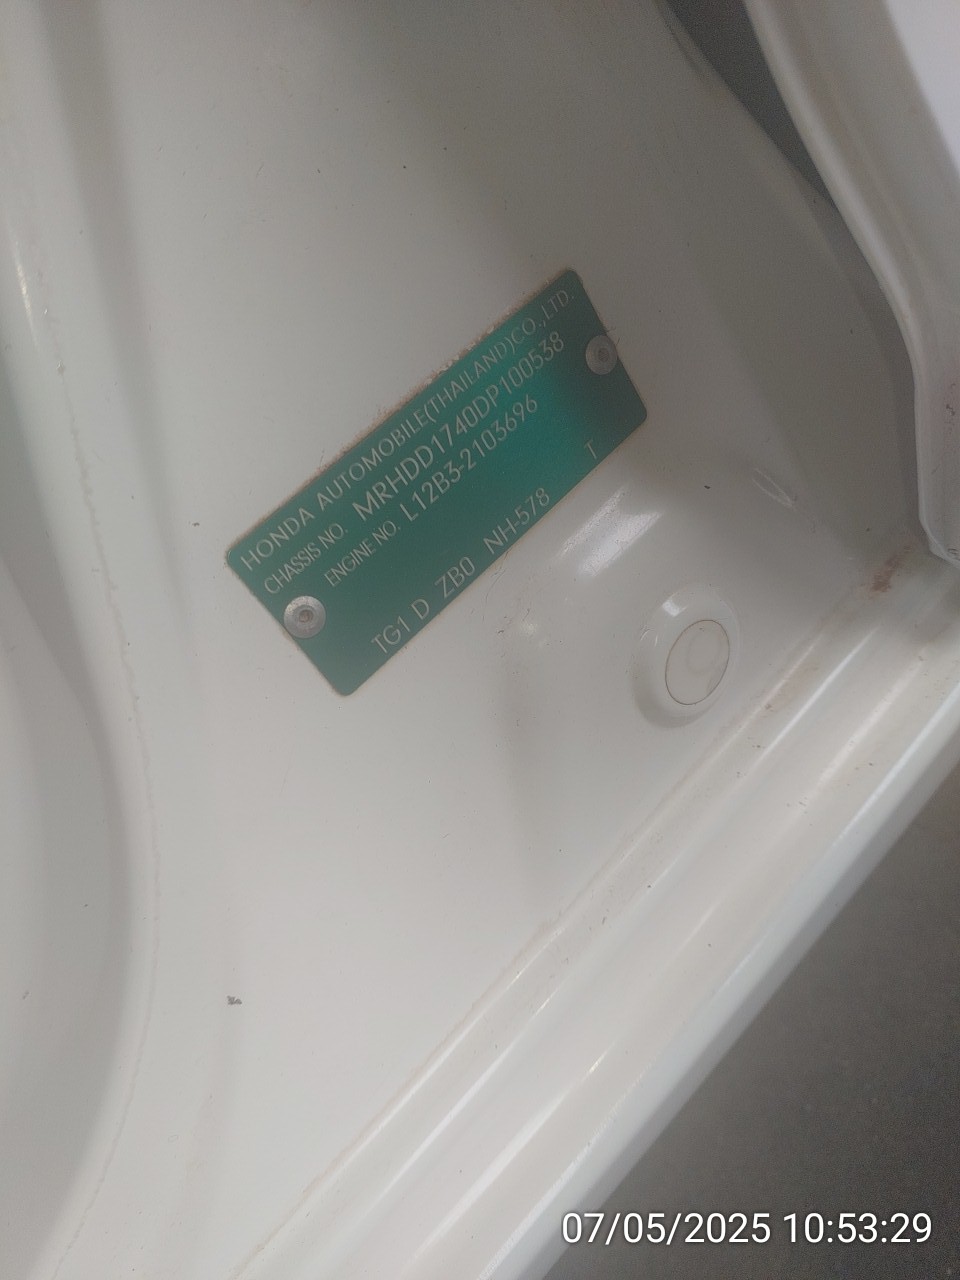 HONDA AUTOMOBILE(THAILAND)CO.,LTD.
CHASSIS NO. MRHDD1740DP100538
ENGINE NO. L12B3-2103696
TG1 D ZB0 NH-578 T
07/05/2025 10:53:29